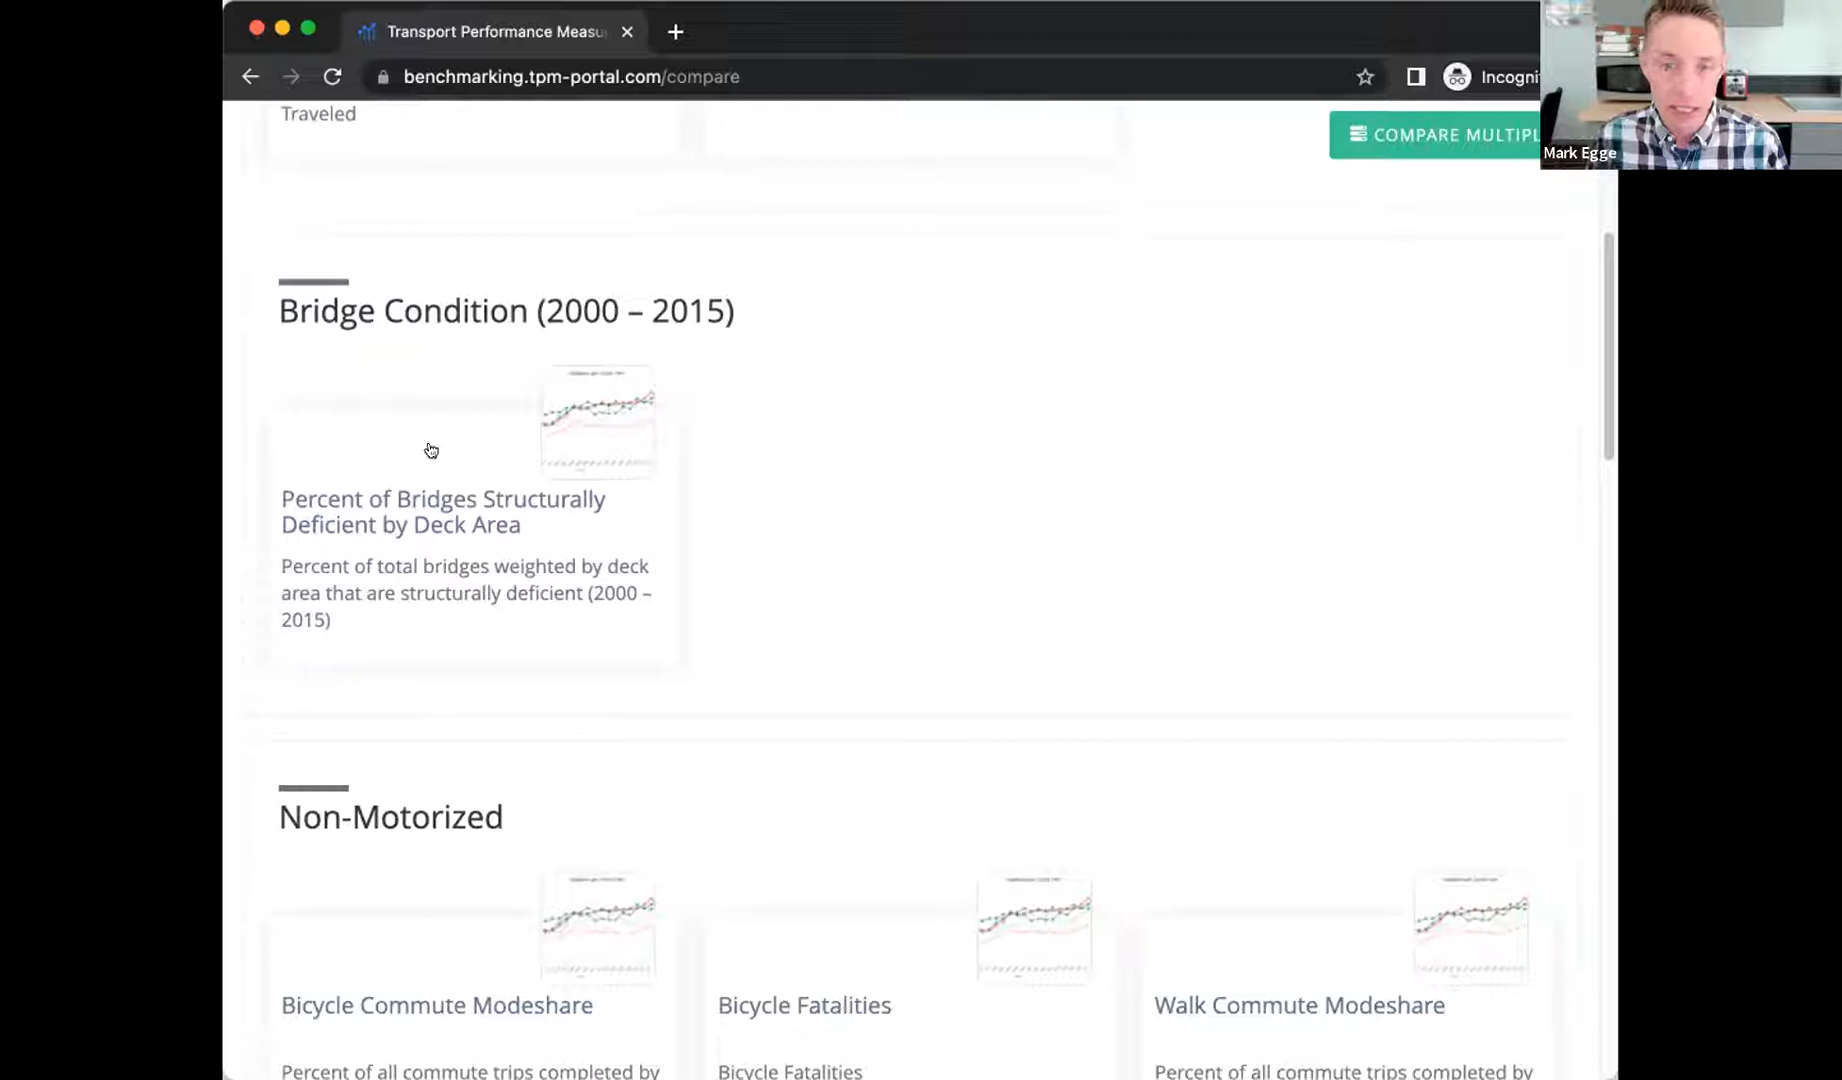 Transport Performance Measu
benchmarking.tpm-portal.com/compare
Incogni
Traveled
COMPARE MULTIPL
Mark Egge
Bridge Condition (2000 – 2015)
Percent of Bridges Structurally
Deficient by Deck Area
Percent of total bridges weighted by deck
area that are structurally deficient (2000 –
2015)
Non-Motorized
Bicycle Commute Modeshare
Bicycle Fatalities
Walk Commute Modeshare
Percent of all commute trips completed by
Bicycle Fatalities
Percent of all commute trips completed by